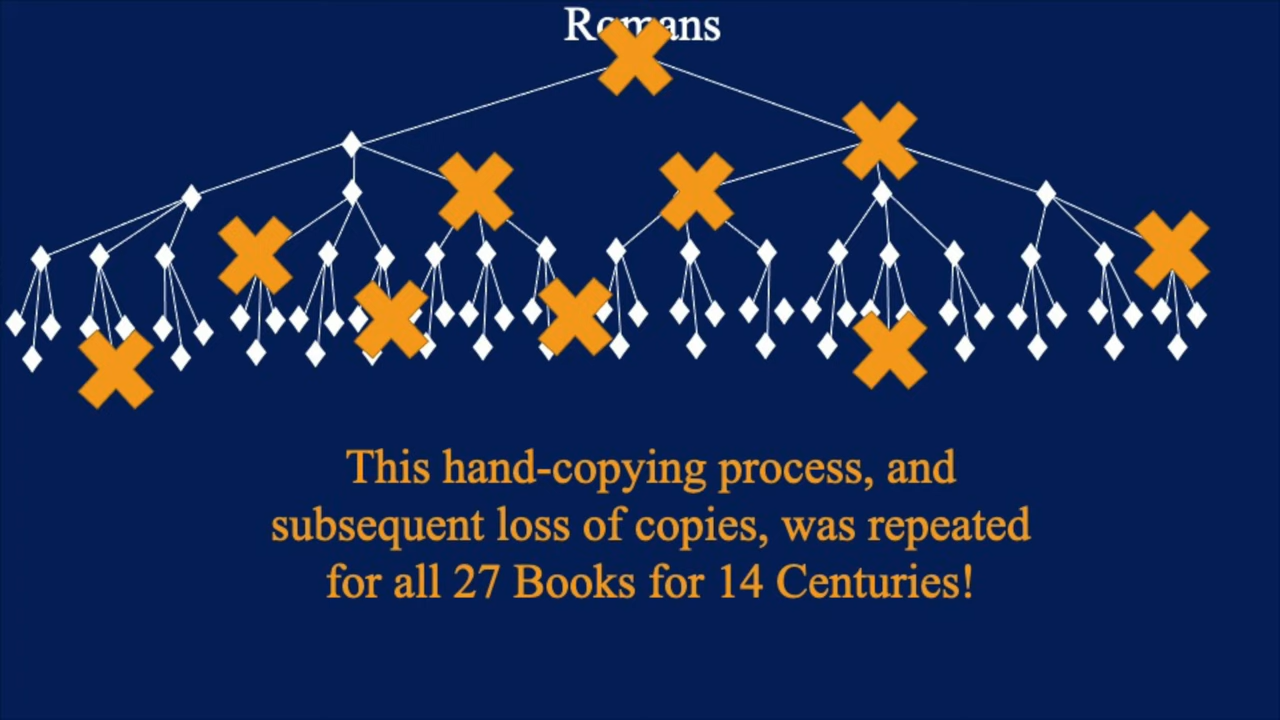 Romans
This hand-copying process, and
subsequent loss of copies, was repeated
for all 27 Books for 14 Centuries!